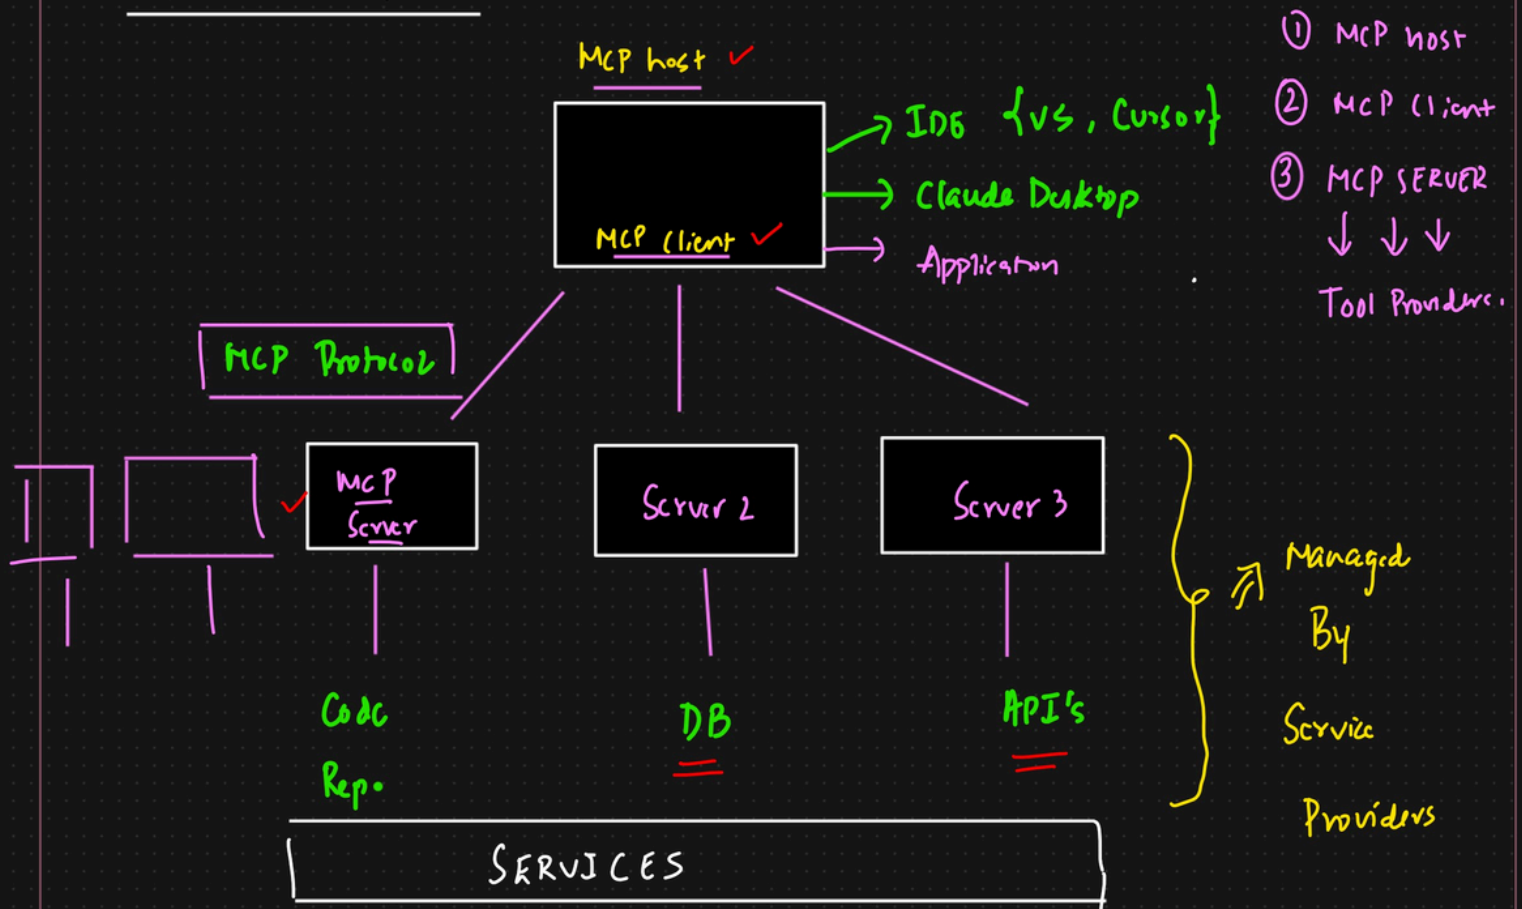 MCP host
① MCP host
② MCP Client
③ MCP SERVER
Tool Providers.
IDE {VS, Cursor}
Claude Desktop
Application
MCP Client
MCP Protocol
MCP
Server
Server 2
Server 3
Code
Repo
DB
API's
Managed
By
Service
Providers
SERVICES